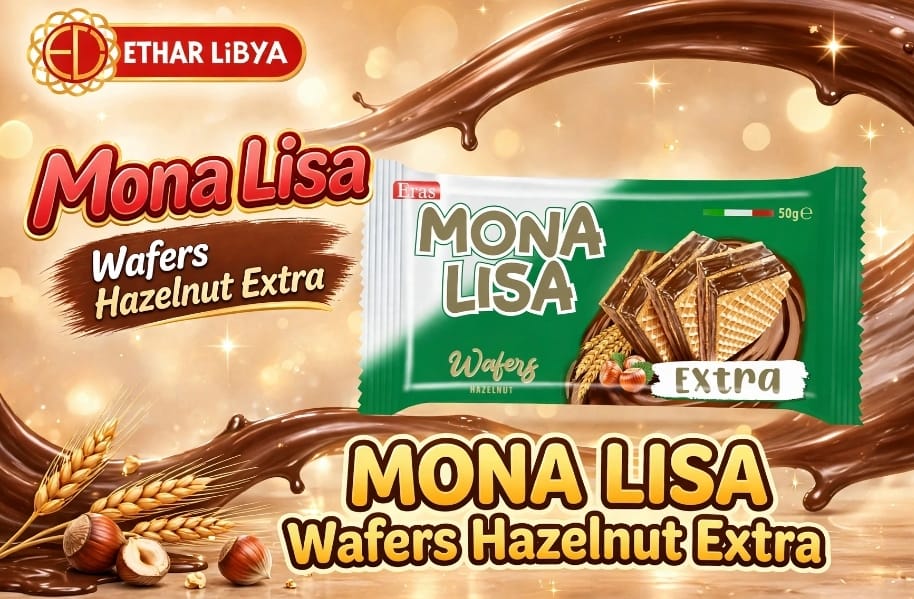 ETHAR LiBYA
Mona Lisa
Wafers
Hazelnut Extra
Eras
MONA
LISA
50g℮
Wafers
HAZELNUT
Extra
MONA LISA
Wafers Hazelnut Extra